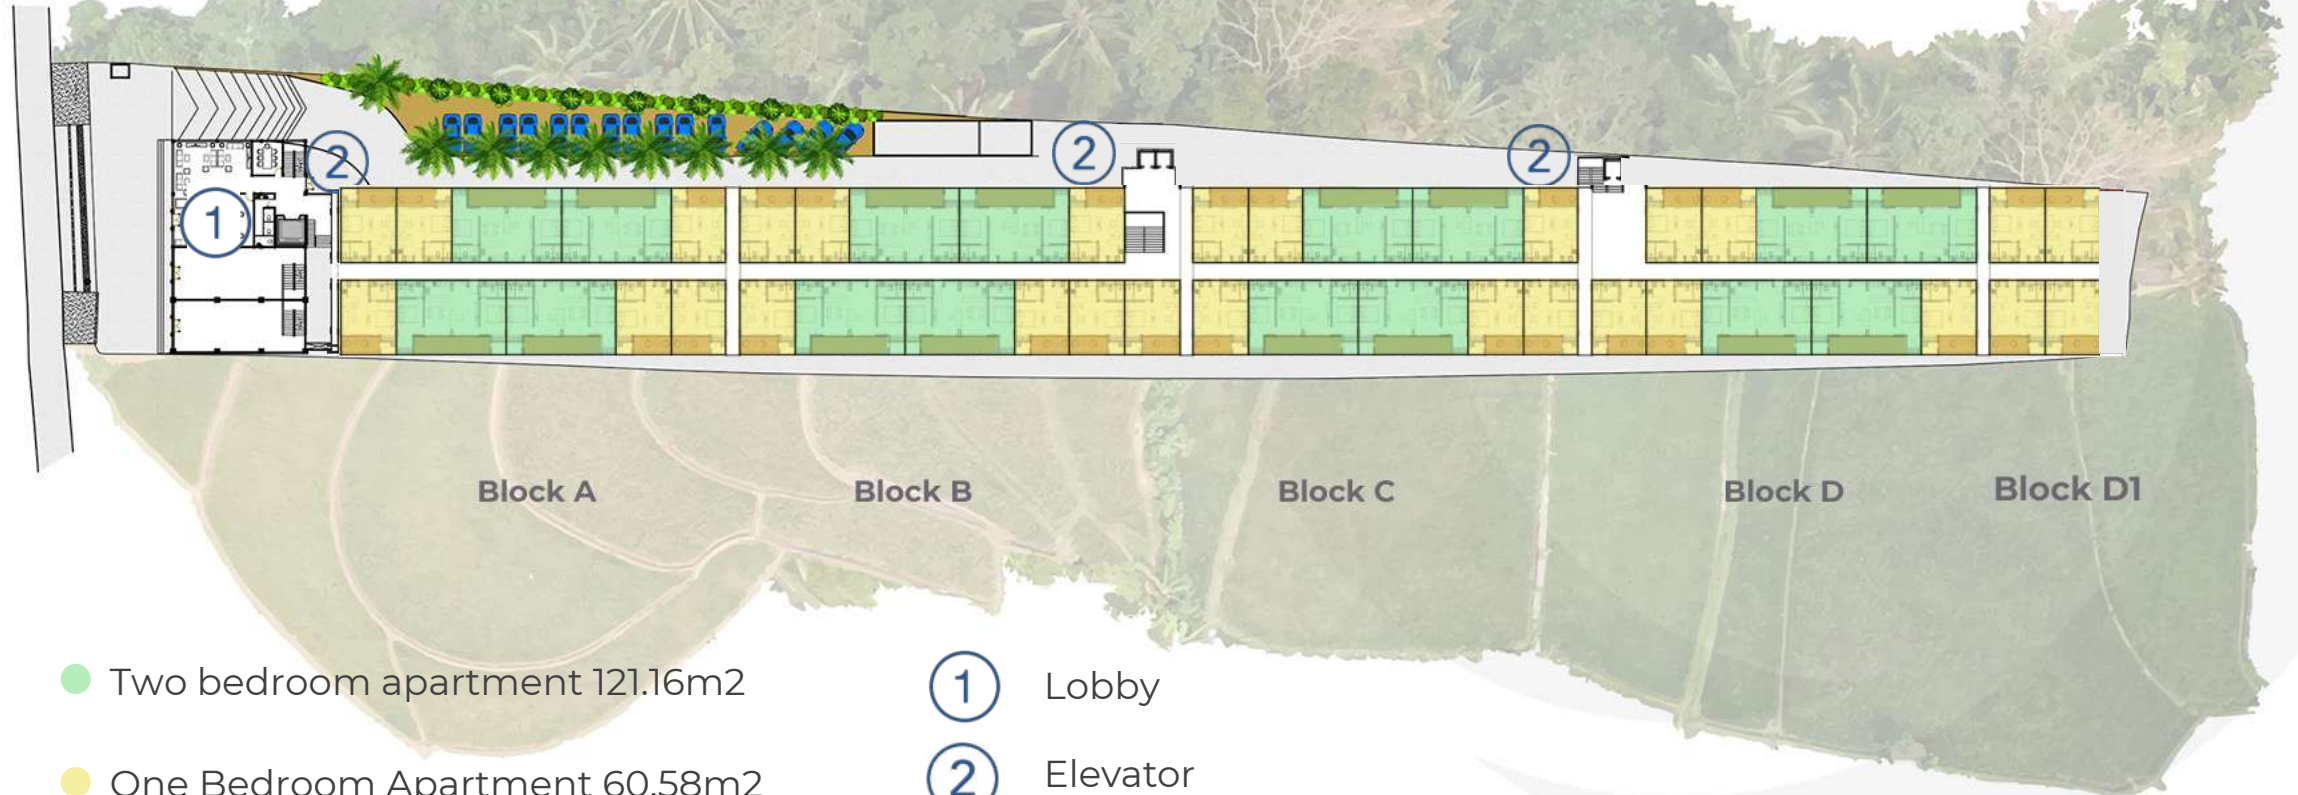 2
2
2
1
Block A
Block B
Block C
Block D
Block D1
Two bedroom apartment 121.16m2
1 Lobby
One Bedroom Apartment 60.58m2
2 Elevator